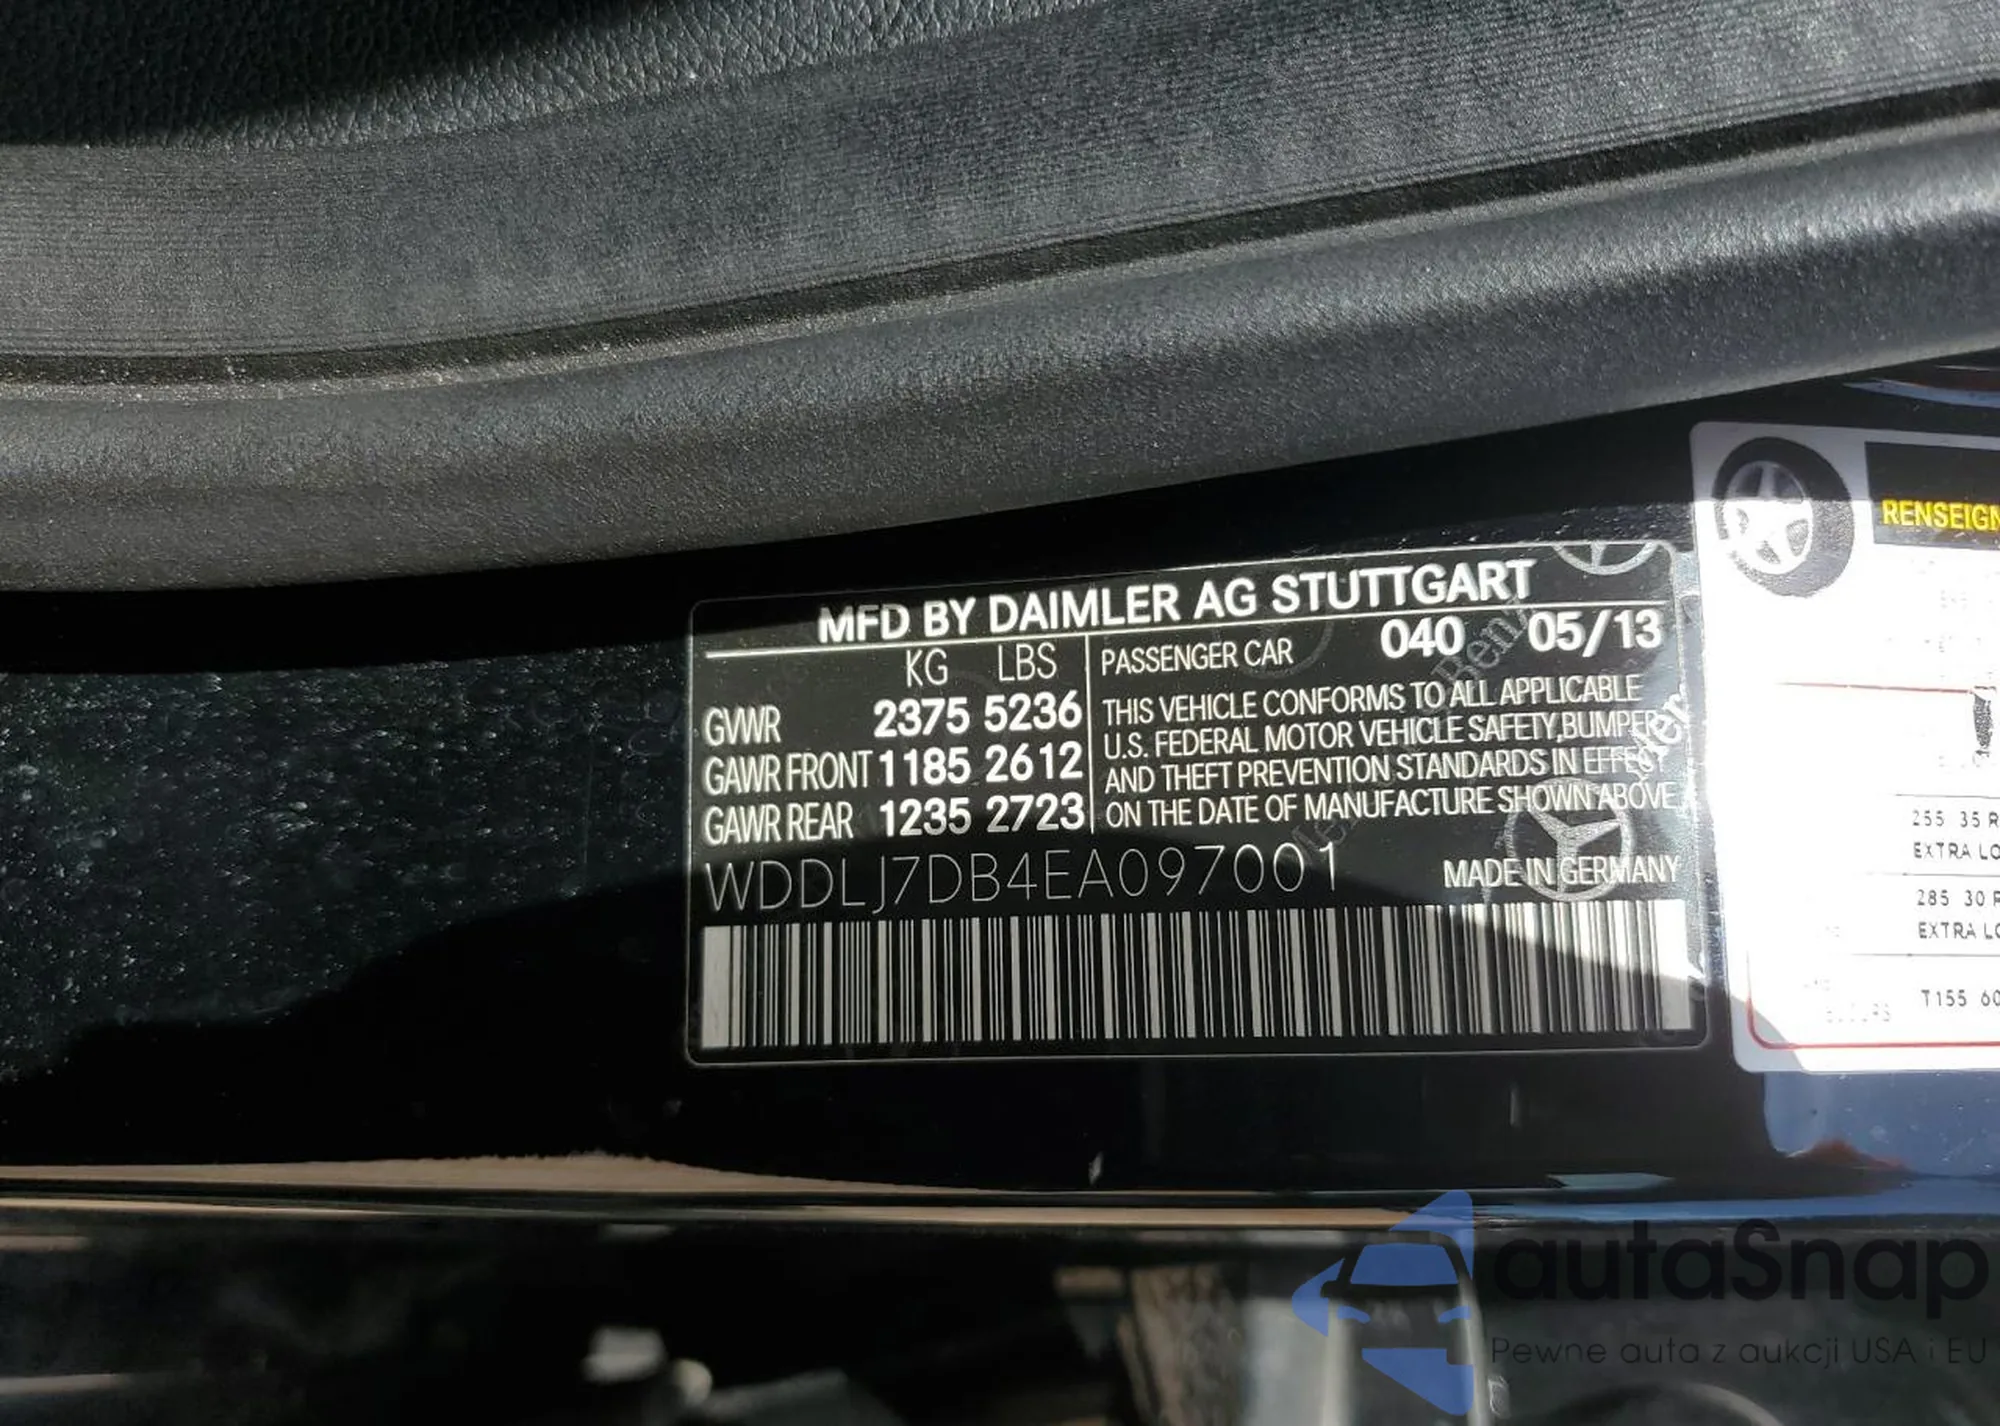 MFD BY DAIMLER AG STUTTGART
KG LBS
GVWR 2375 5236
GAWR FRONT 1185 2612
GAWR REAR 1235 2723
PASSENGER CAR 040 05/13
THIS VEHICLE CONFORMS TO ALL APPLICABLE
U.S. FEDERAL MOTOR VEHICLE SAFETY, BUMPER
AND THEFT PREVENTION STANDARDS IN EFFECT
ON THE DATE OF MANUFACTURE SHOWN ABOVE.
WDDLJ7DB4EA097001
MADE IN GERMANY
RENSEIGN
255 35 R
EXTRA LO
285 30 R
EXTRA LO
T155 60
autaSnap
Pewne auta z aukcji USA i EU